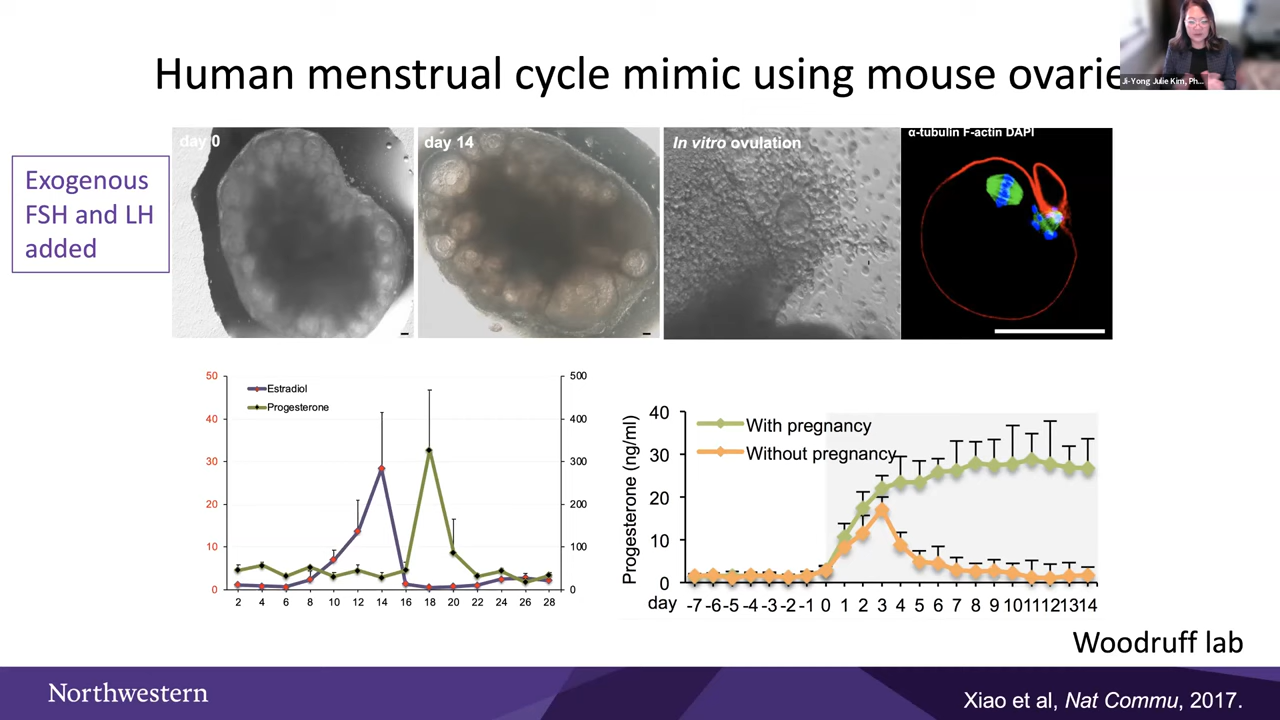 Human menstrual cycle mimic using mouse ovarie
Ji-Yong Julie Kim, Ph...
Exogenous
FSH and LH
added
day 0
day 14
In vitro ovulation
α-tubulin F-actin DAPI
Estradiol
Progesterone
50
40
30
20
10
0
500
400
300
200
100
0
2 4 6 8 10 12 14 16 18 20 22 24 26 28
Progesterone (ng/ml)
40
30
20
10
0
With pregnancy
Without pregnancy
day -7 -6 -5 -4 -3 -2 -1 0 1 2 3 4 5 6 7 8 9 10 11 12 13 14
Woodruff lab
Northwestern
Xiao et al, Nat Commu, 2017.